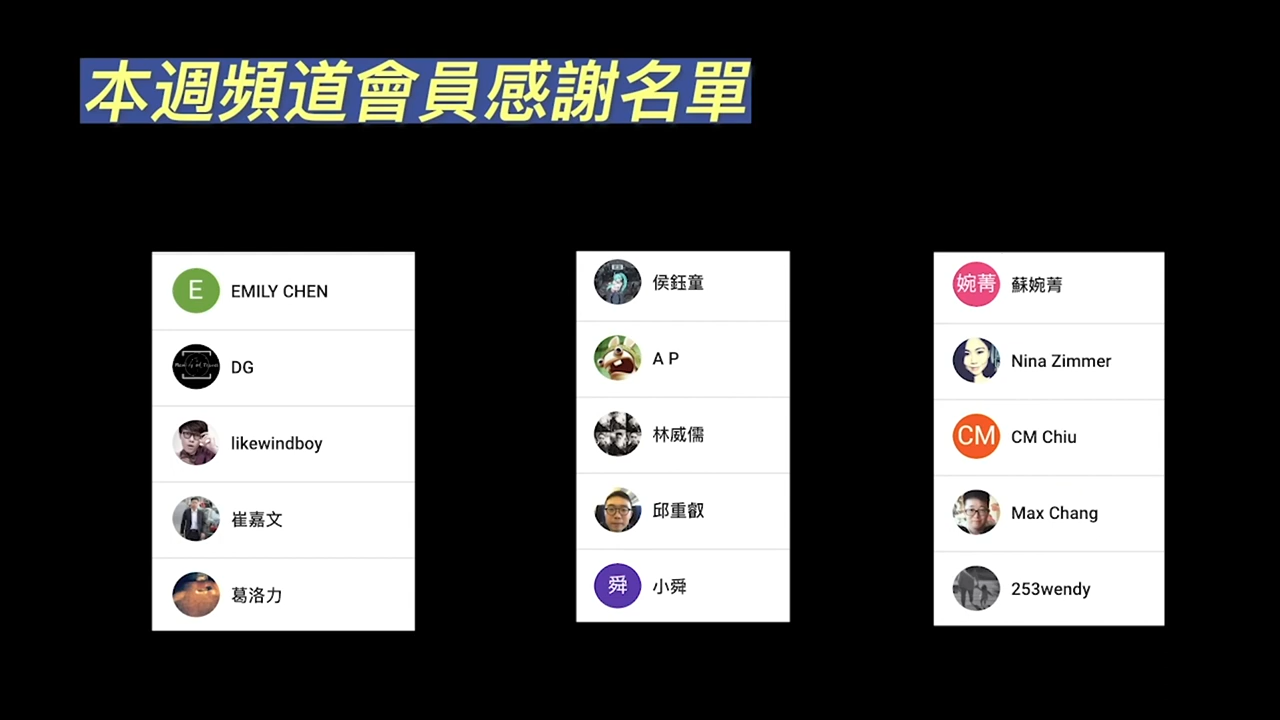 本週頻道會員感謝名單
E
EMILY CHEN
DG
likewindboy
崔嘉文
葛洛力
侯鈺童
A P
林威儒
邱重叡
舜
小舜
婉菁
蘇婉菁
Nina Zimmer
CM
CM Chiu
Max Chang
253wendy